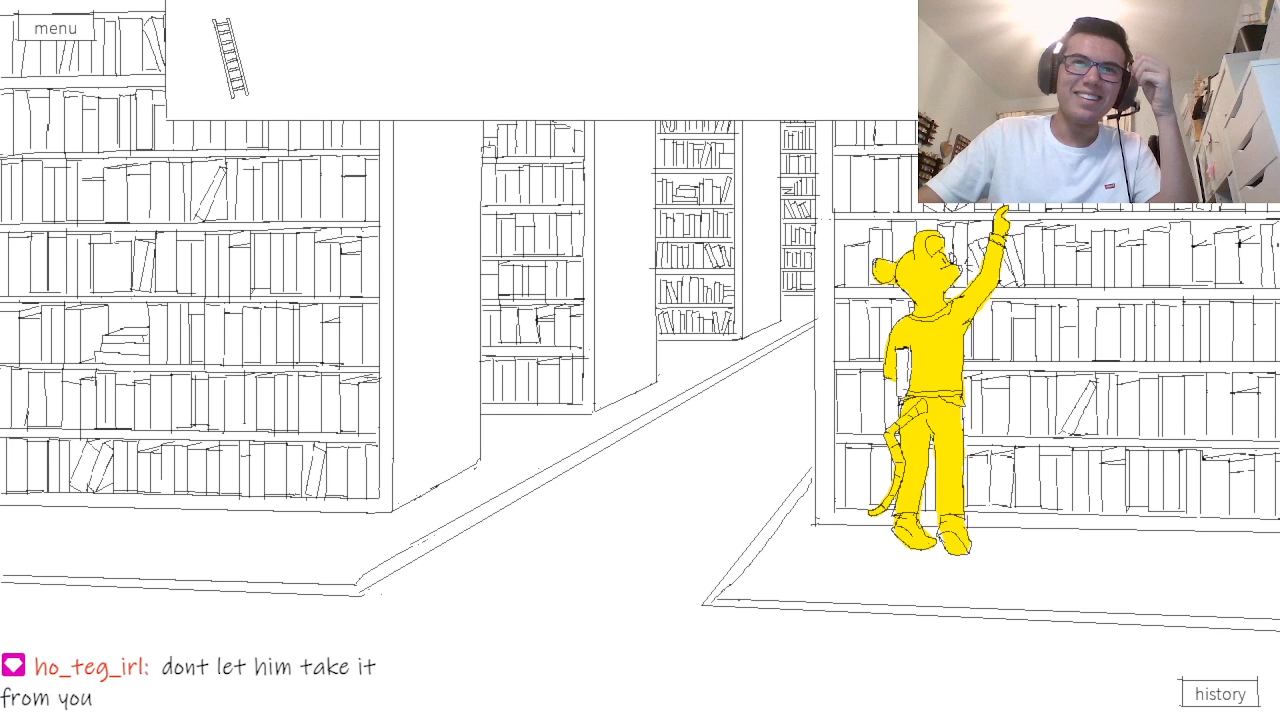 menu
ho_teg_irl: dont let him take it
from you
history